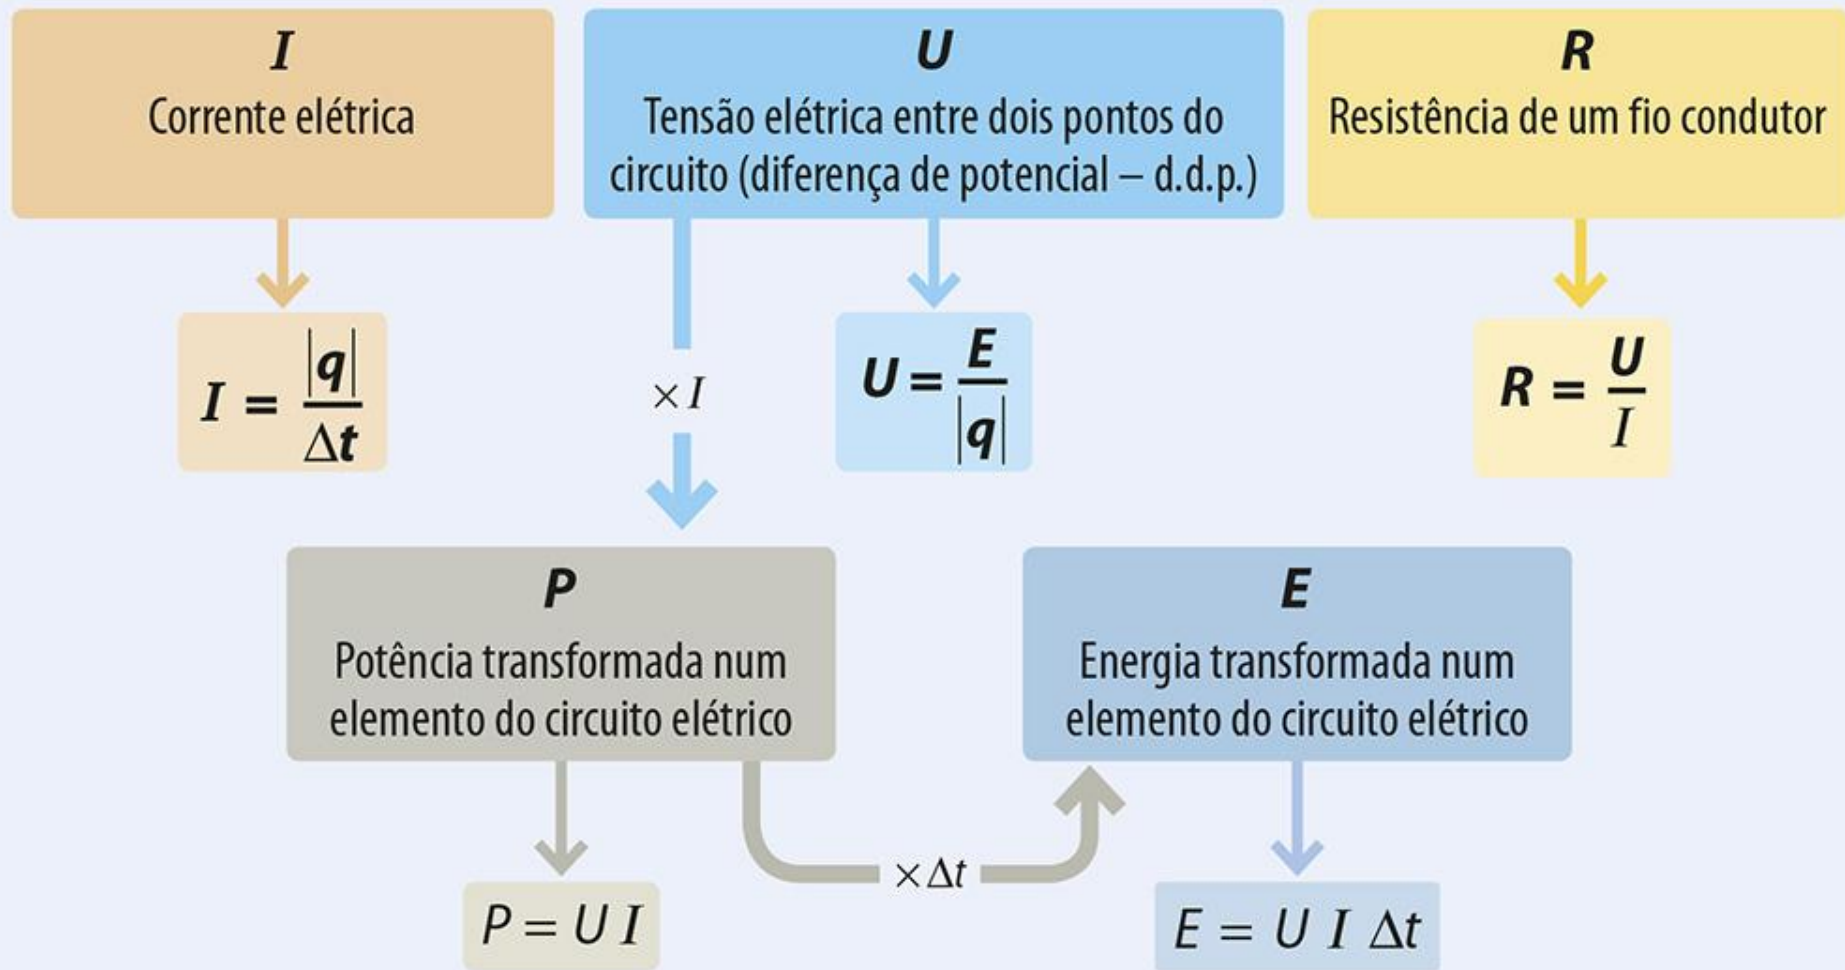 I
Corrente elétrica
U
Tensão elétrica entre dois pontos do
circuito (diferença de potencial – d.d.p.)
R
Resistência de um fio condutor
I = |q| / Δt
× I
U = E / |q|
R = U / I
P
Potência transformada num
elemento do circuito elétrico
E
Energia transformada num
elemento do circuito elétrico
× Δt
P = U I
E = U I Δt